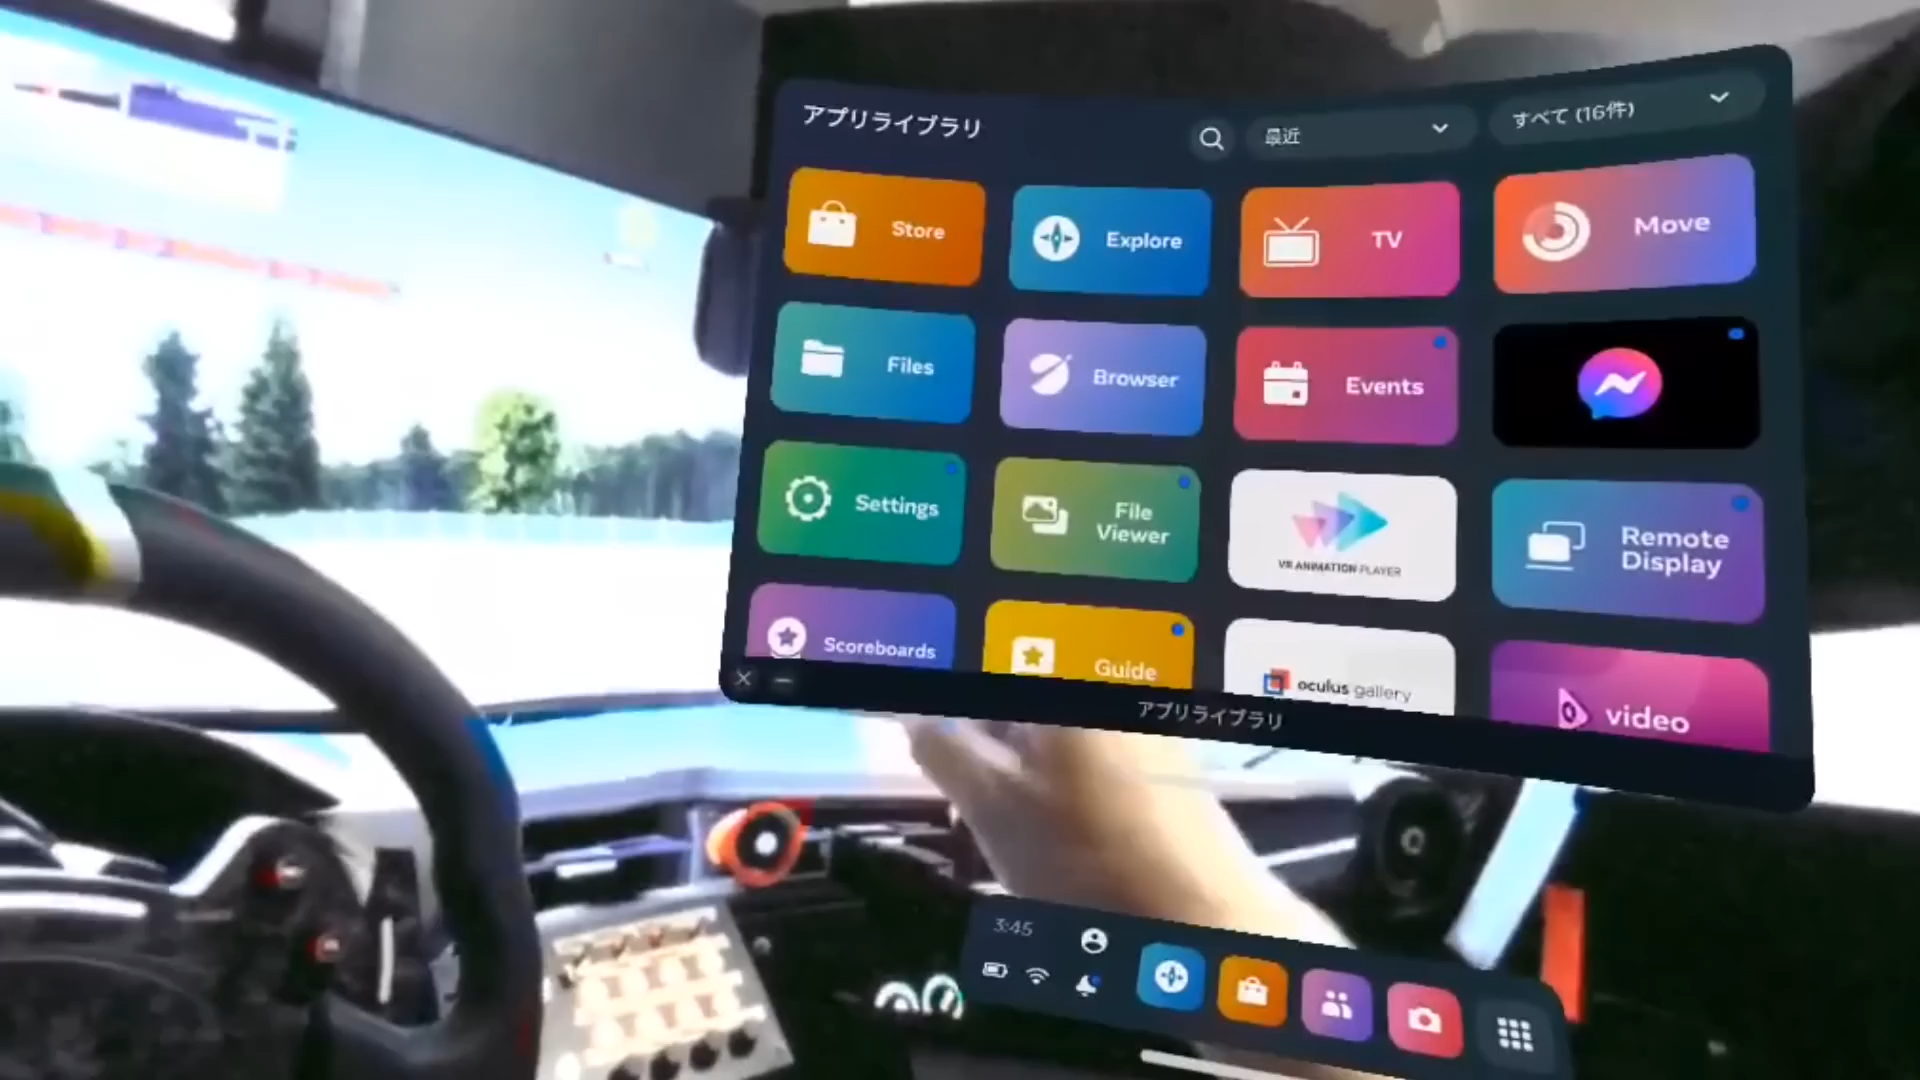 アプリライブラリ
最近
すべて (16件)
Store
Explore
TV
Move
Files
Browser
Events
Settings
File
Viewer
VR ANIMATION PLAYER
Remote
Display
Scoreboards
Guide
oculus gallery
video
アプリライブラリ
3:45